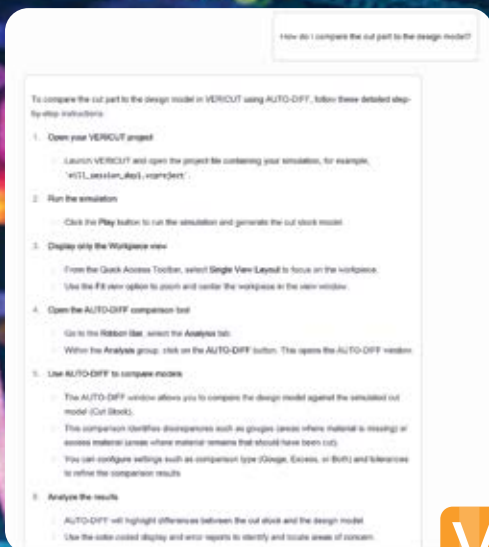 How do I compare the cut part to the design model?
To compare the cut part to the design model in VERICUT using AUTO-DIFF, follow these detailed step-
by-step instructions:
1. Open your VERICUT project
Launch VERICUT and open the project file containing your simulation, for example,
2. Run the simulation
Click the Play button to run the simulation and generate the cut stock model.
3. Display only the Workpiece view
From the Quick Access Toolbar, select Single View Layout to focus on the workpiece.
Use the Fit view option to zoom and center the workpiece in the view window.
4. Open the AUTO-DIFF comparison tool
Go to the Ribbon Bar, select the Analysis tab.
Within the Analysis group, click on the AUTO-DIFF button. This opens the AUTO-DIFF window.
5. Use AUTO-DIFF to compare models
The AUTO-DIFF window allows you to compare the design model against the simulated cut
model (Cut Stock).
This comparison identifies discrepancies such as gouges (areas where material is missing) or
excess material (areas where material remains that should have been cut).
You can configure settings such as comparison type (Gouge, Excess, or Both) and tolerances
to refine the comparison results.
6. Analyze the results
AUTO-DIFF will highlight differences between the cut stock and the design model.
Use the color-coded display and error reports to identify and locate areas of concern.
V